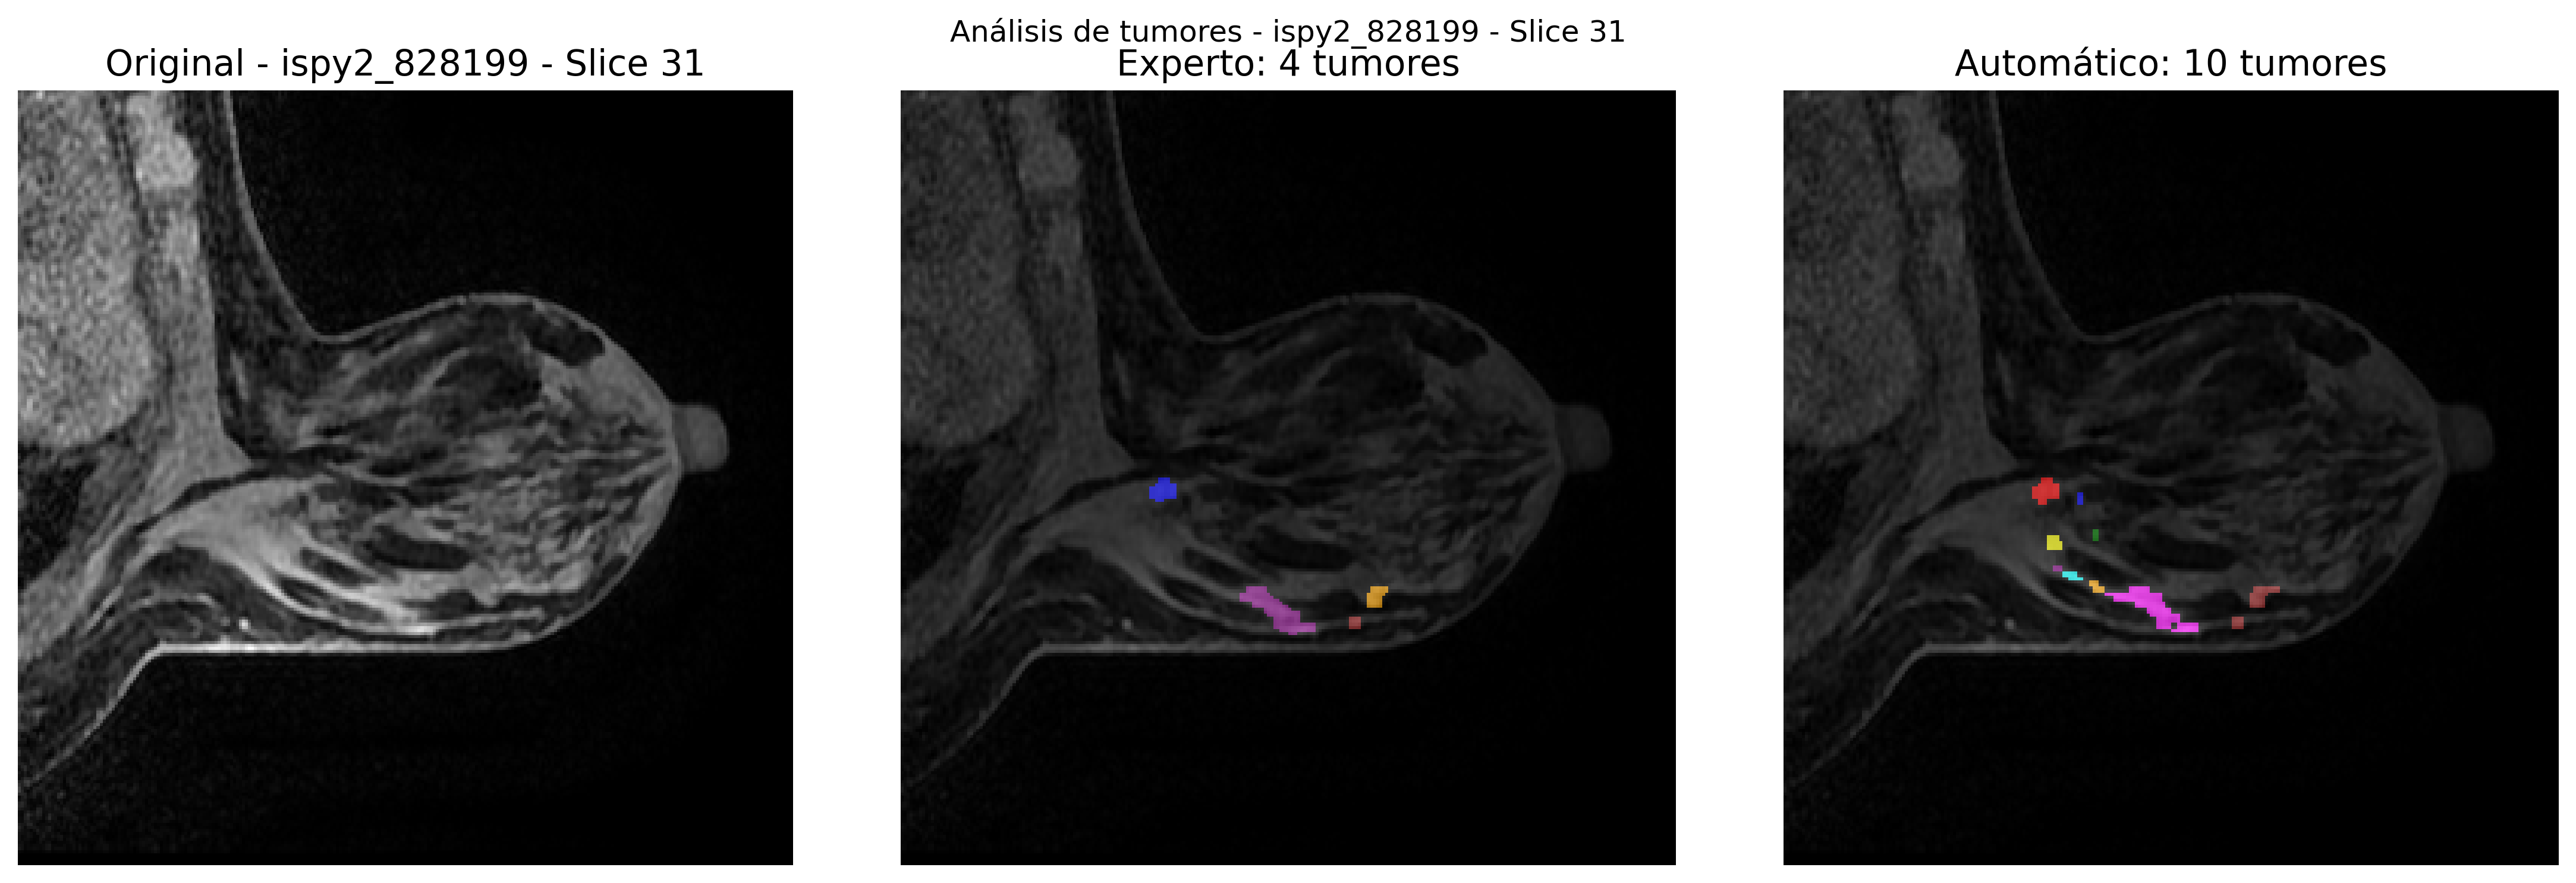 Análisis de tumores - ispy2_828199 - Slice 31
Original - ispy2_828199 - Slice 31
Experto: 4 tumores
Automático: 10 tumores